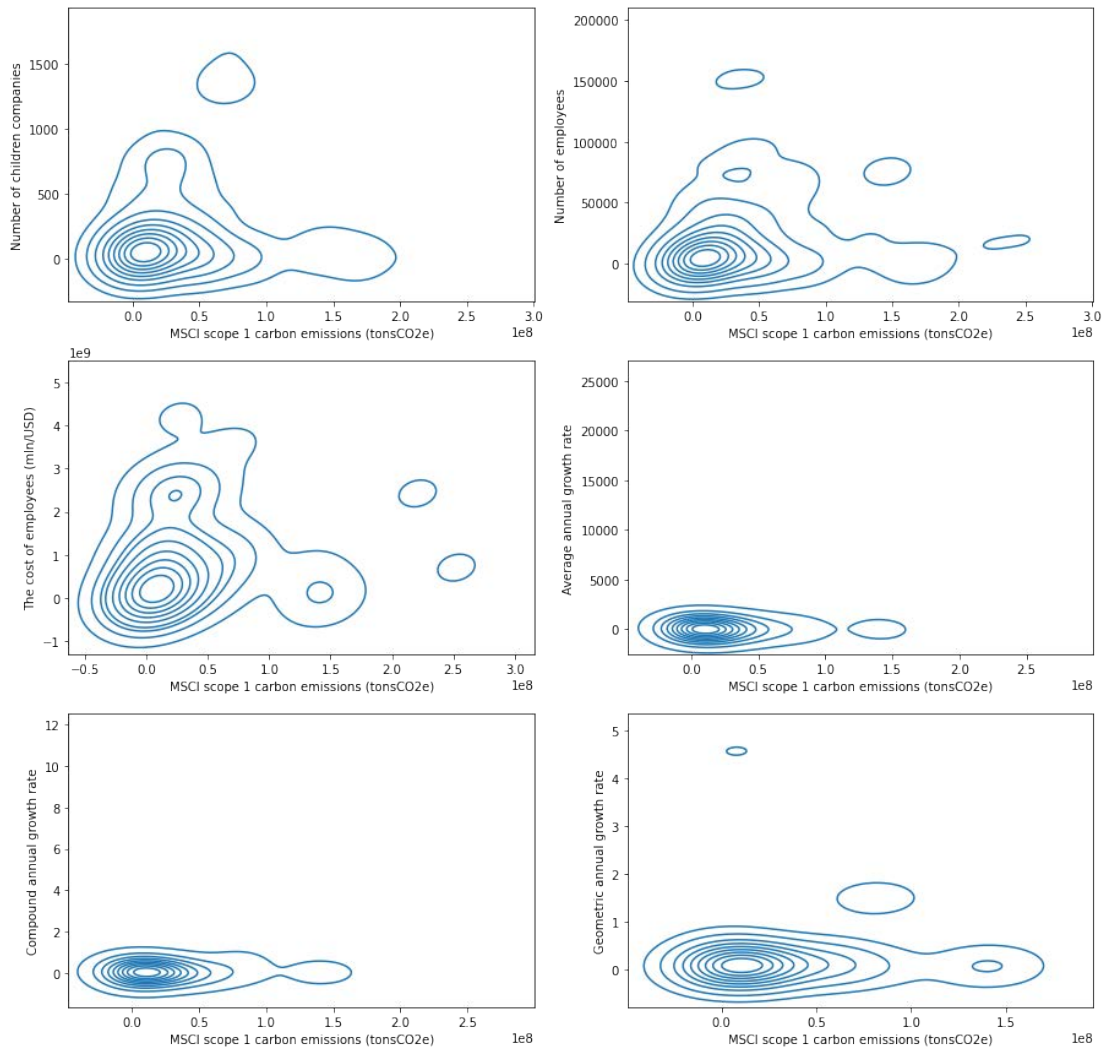 Number of children companies
1500
1000
500
0
0.0 0.5 1.0 1.5 2.0 2.5 3.0
1e8
MSCI scope 1 carbon emissions (tonsCO2e)
Number of employees
200000
150000
100000
50000
0
0.0 0.5 1.0 1.5 2.0 2.5 3.0
1e8
MSCI scope 1 carbon emissions (tonsCO2e)
1e9
The cost of employees (mln/USD)
5
4
3
2
1
0
−1
−0.5 0.0 0.5 1.0 1.5 2.0 2.5 3.0
1e8
MSCI scope 1 carbon emissions (tonsCO2e)
Average annual growth rate
25000
20000
15000
10000
5000
0
0.0 0.5 1.0 1.5 2.0 2.5
1e8
MSCI scope 1 carbon emissions (tonsCO2e)
Compound annual growth rate
12
10
8
6
4
2
0
0.0 0.5 1.0 1.5 2.0 2.5
1e8
MSCI scope 1 carbon emissions (tonsCO2e)
Geometric annual growth rate
5
4
3
2
1
0
0.0 0.5 1.0 1.5
1e8
MSCI scope 1 carbon emissions (tonsCO2e)